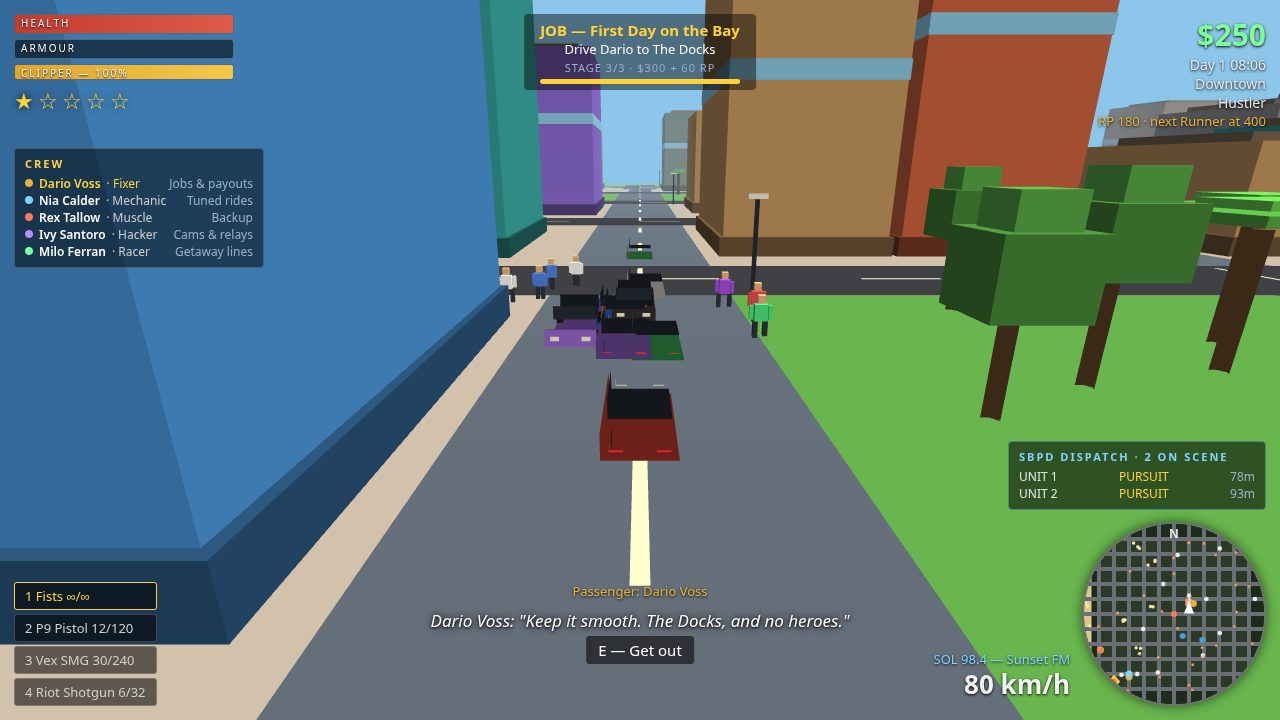 HEALTH
ARMOUR
CLIPPER — 100%
★ ☆ ☆ ☆ ☆
CREW
Dario Voss · Fixer Jobs & payouts
Nia Calder · Mechanic Tuned rides
Rex Tallow · Muscle Backup
Ivy Santoro · Hacker Cams & relays
Milo Ferran · Racer Getaway lines
JOB — First Day on the Bay
Drive Dario to The Docks
STAGE 3/3 · $300 + 60 RP
$250
Day 1 08:06
Downtown
Hustler
RP 180 · next Runner at 400
SBPD DISPATCH · 2 ON SCENE
UNIT 1 PURSUIT 78m
UNIT 2 PURSUIT 93m
N
1 Fists ∞/∞
2 P9 Pistol 12/120
3 Vex SMG 30/240
4 Riot Shotgun 6/32
Passenger: Dario Voss
Dario Voss: "Keep it smooth. The Docks, and no heroes."
E — Get out
SOL 98.4 — Sunset FM
80 km/h